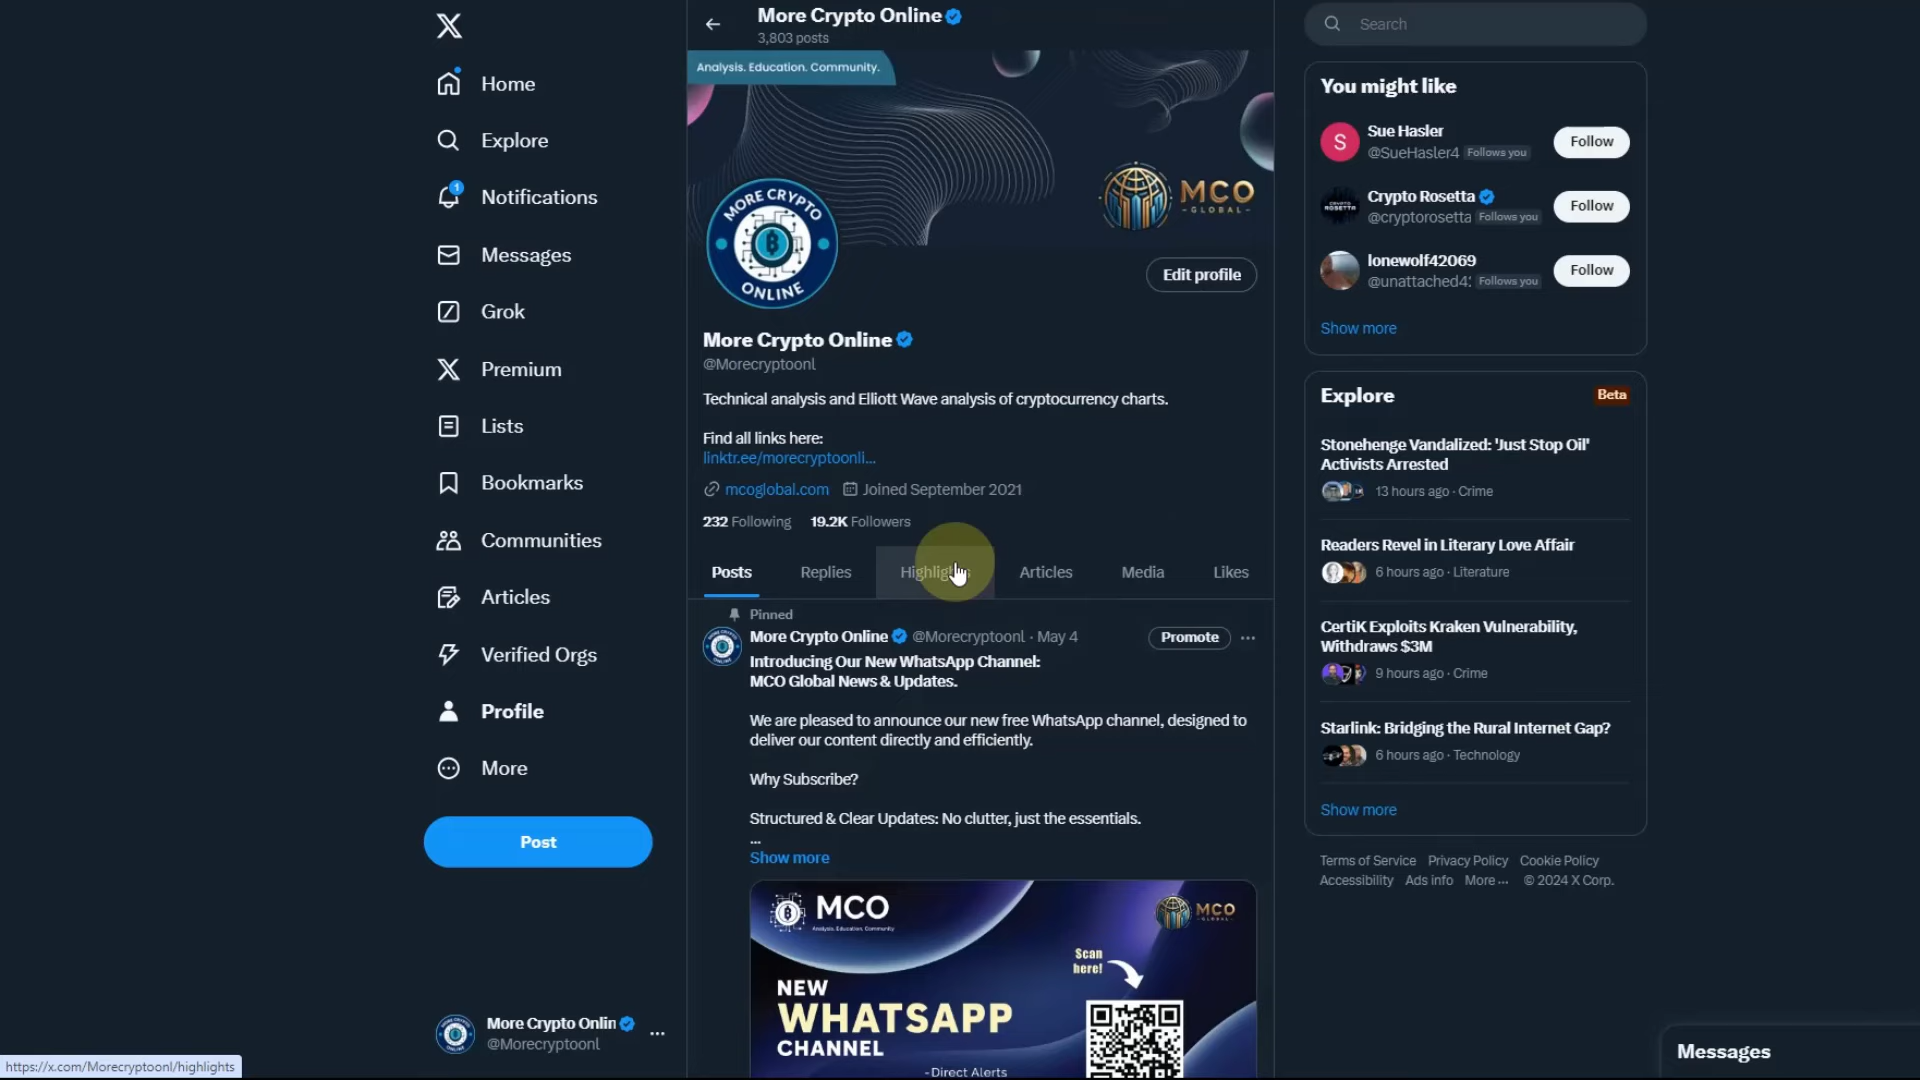 Home
Explore
1
Notifications
Messages
Grok
Premium
Lists
Bookmarks
Communities
Articles
Verified Orgs
Profile
More
Post
More Crypto Onlin
@Morecryptoonl
https://x.com/Morecryptoonl/highlights
More Crypto Online
3,803 posts
Analysis. Education. Community.
MCO
-GLOBAL-
MORE CRYPTO
ONLINE
Edit profile
More Crypto Online
@Morecryptoonl
Technical analysis and Elliott Wave analysis of cryptocurrency charts.
Find all links here:
linktr.ee/morecryptoonli...
mcoglobal.com Joined September 2021
232 Following 19.2K Followers
Posts Replies Highlights Articles Media Likes
Pinned
More Crypto Online @Morecryptoonl · May 4 Promote
Introducing Our New WhatsApp Channel:
MCO Global News & Updates.
We are pleased to announce our new free WhatsApp channel, designed to
deliver our content directly and efficiently.
Why Subscribe?
Structured & Clear Updates: No clutter, just the essentials.
...
Show more
MCO
Analysis. Education. Community
MCO
Scan
here!
NEW
WHATSAPP
CHANNEL
-Direct Alerts
Search
You might like
S
Sue Hasler
@SueHasler4 Follows you
Follow
CRYPTO
ROSETTA
Crypto Rosetta
@cryptorosetta Follows you
Follow
lonewolf42069
@unattached4: Follows you
Follow
Show more
Explore Beta
Stonehenge Vandalized: 'Just Stop Oil'
Activists Arrested
13 hours ago · Crime
Readers Revel in Literary Love Affair
6 hours ago · Literature
CertiK Exploits Kraken Vulnerability,
Withdraws $3M
9 hours ago · Crime
Starlink: Bridging the Rural Internet Gap?
6 hours ago · Technology
Show more
Terms of Service Privacy Policy Cookie Policy
Accessibility Ads info More ... © 2024 X Corp.
Messages